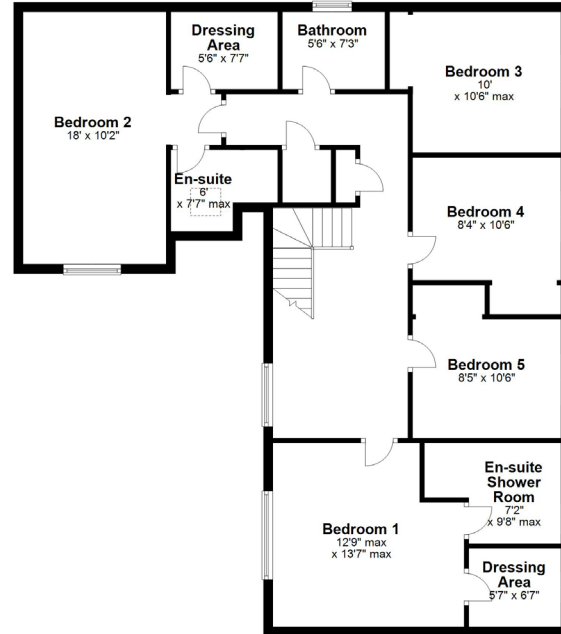 Dressing
Area
5'6" x 7'7"
Bathroom
5'6" x 7'3"
Bedroom 3
10'
x 10'6" max
Bedroom 2
18' x 10'2"
En-suite
6'
x 7'7" max
Bedroom 4
8'4" x 10'6"
Bedroom 5
8'5" x 10'6"
En-suite
Shower
Room
7'2"
x 9'8" max
Bedroom 1
12'9" max
x 13'7" max
Dressing
Area
5'7" x 6'7"